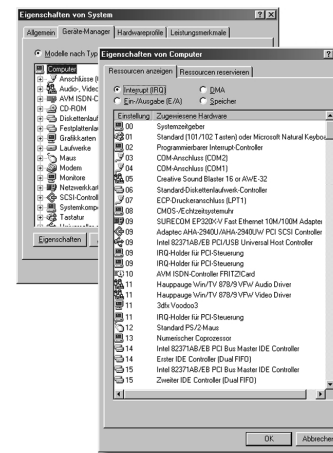 Eigenschaften von System
Allgemein Geräte-Manager Hardwareprofile Leistungsmerkmale
Modelle nach Typ
Computer
Anschlüsse (
Audio-, Video
AVM ISDN-C
CD-ROM
Diskettenlauf
Festplattenlau
Grafikkarten
Laufwerke
Maus
Modem
Monitore
Netzwerkkart
SCSI-Controll
Systemkompo
Tastatur
Eigenschaften
Eigenschaften von Computer
Ressourcen anzeigen Ressourcen reservieren
Interrupt (IRQ) DMA
Ein-/Ausgabe (E/A) Speicher
Einstellung Zugewiesene Hardware
00 Systemzeitgeber
01 Standard (101/102 Tasten) oder Microsoft Natural Keyboa
02 Programmierbarer Interrupt-Controller
03 COM-Anschluss (COM2)
04 COM-Anschluss (COM1)
05 Creative Sound Blaster 16 or AWE-32
06 Standard-Diskettenlaufwerk-Controller
07 ECP-Druckeranschluss (LPT1)
08 CMOS-/Echtzeitsystemuhr
09 SURECOM EP320X-V Fast Ethernet 10M/100M Adapter
09 Adaptec AHA-2940U/AHA-2940UW PCI SCSI Controller
09 Intel 82371AB/EB PCI/USB Universal Host Controller
09 IRQ-Holder für PCI-Steuerung
09 IRQ-Holder für PCI-Steuerung
10 AVM ISDN-Controller FRITZ!Card
11 Hauppauge Win/TV 878/9 VFW Audio Driver
11 Hauppauge Win/TV 878/9 VFW Video Driver
11 3dfx Voodoo3
11 IRQ-Holder für PCI-Steuerung
12 Standard PS/2-Maus
13 Numerischer Coprozessor
14 Intel 82371AB/EB PCI Bus Master IDE Controller
14 Erster IDE Controller (Dual FIFO)
15 Intel 82371AB/EB PCI Bus Master IDE Controller
15 Zweiter IDE Controller (Dual FIFO)
OK Abbrechen